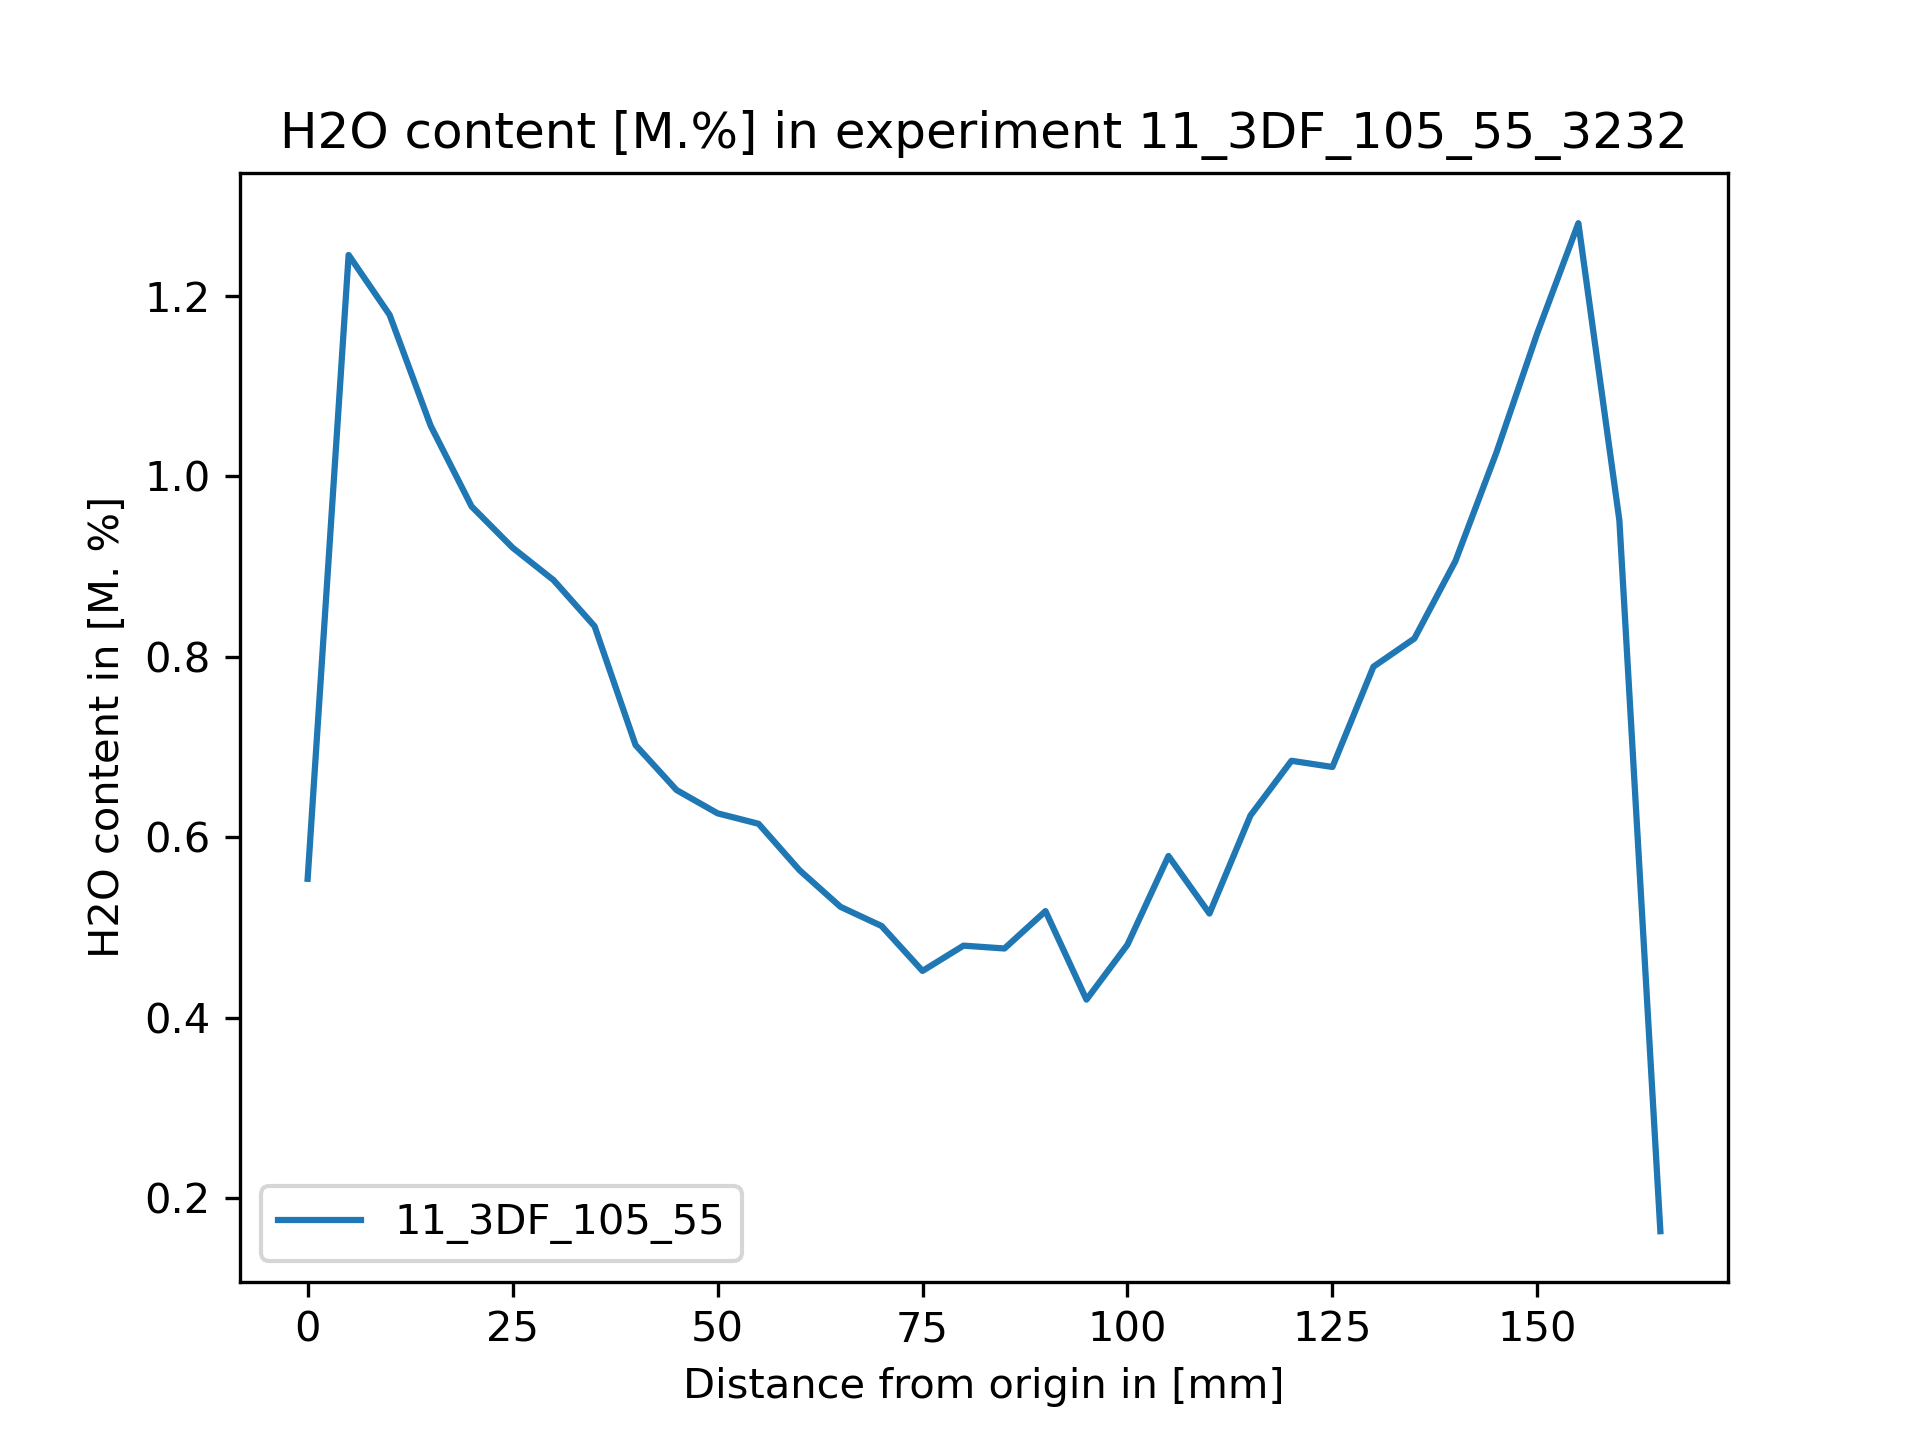 H2O content [M.%] in experiment 11_3DF_105_55_3232
H2O content in [M. %]
1.2
1.0
0.8
0.6
0.4
0.2
11_3DF_105_55
0 25 50 75 100 125 150
Distance from origin in [mm]